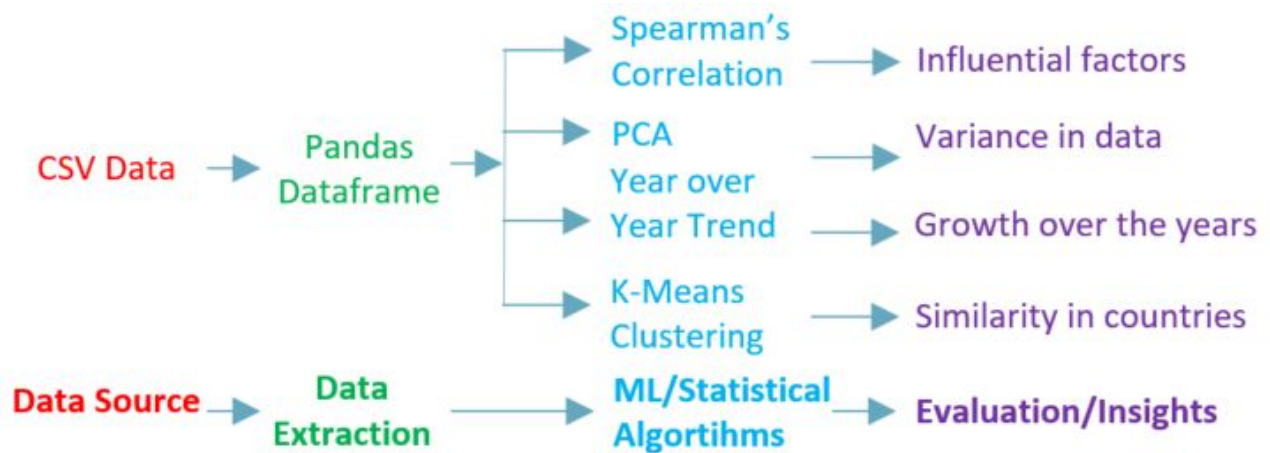 Spearman's
Correlation
Influential factors
CSV Data
Pandas
Dataframe
PCA
Variance in data
Year over
Year Trend
Growth over the years
K-Means
Clustering
Similarity in countries
Data Source
Data
Extraction
ML/Statistical
Algortihms
Evaluation/Insights